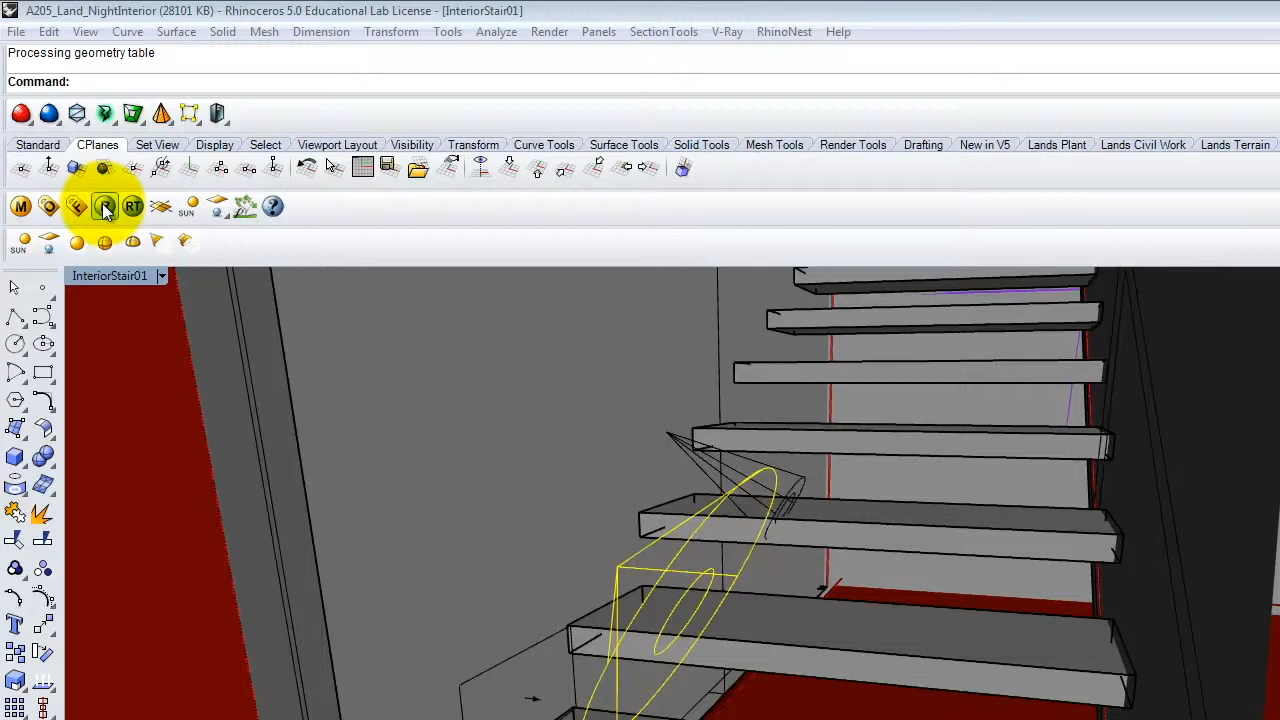 A205_Land_NightInterior (28101 KB) - Rhinoceros 5.0 Educational Lab License - [InteriorStair01]
File Edit View Curve Surface Solid Mesh Dimension Transform Tools Analyze Render Panels SectionTools V-Ray RhinoNest Help
Processing geometry table
Command:
Standard CPlanes Set View Display Select Viewport Layout Visibility Transform Curve Tools Surface Tools Solid Tools Mesh Tools Render Tools Drafting New in V5 Lands Plant Lands Civil Work Lands Terrain
M O F R RT SUN ?
SUN
InteriorStair01